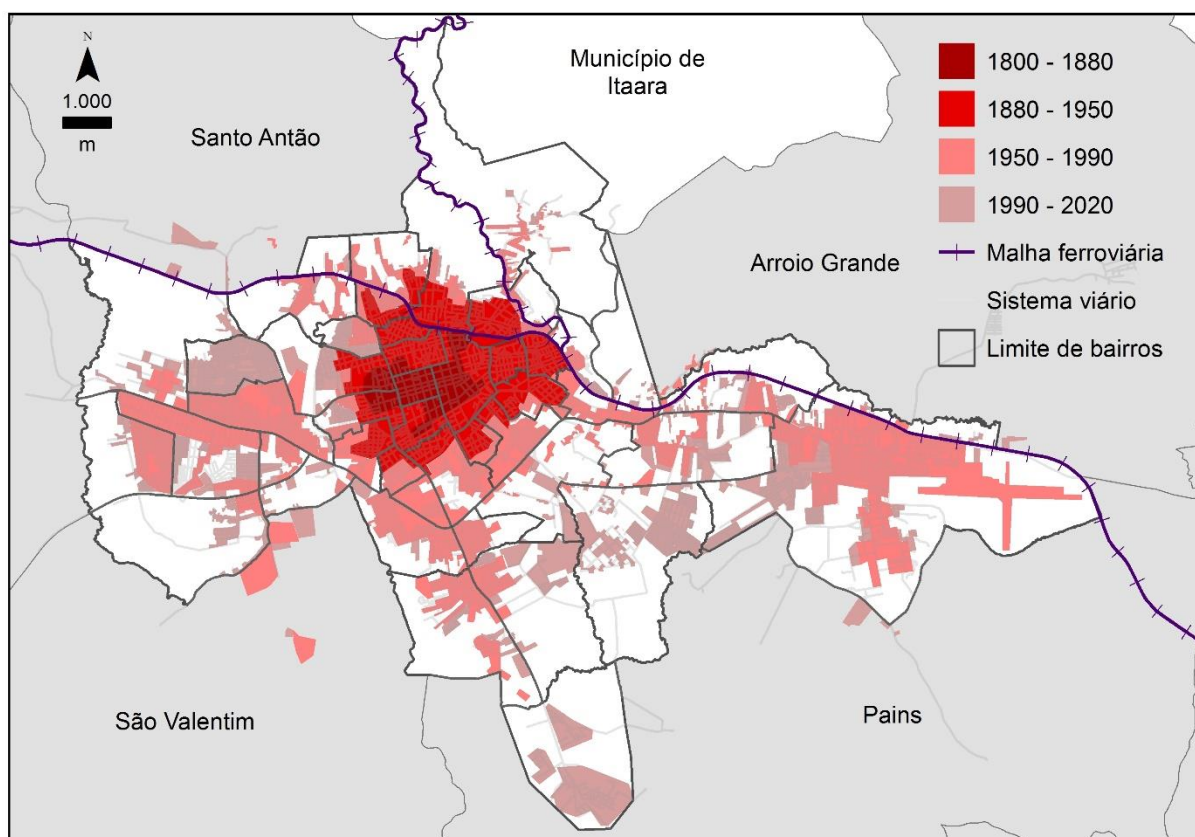 N
1.000
m
Município de
Itaara
Santo Antão
Arroio Grande
São Valentim
Pains
1800 - 1880
1880 - 1950
1950 - 1990
1990 - 2020
Malha ferroviária
Sistema viário
Limite de bairros